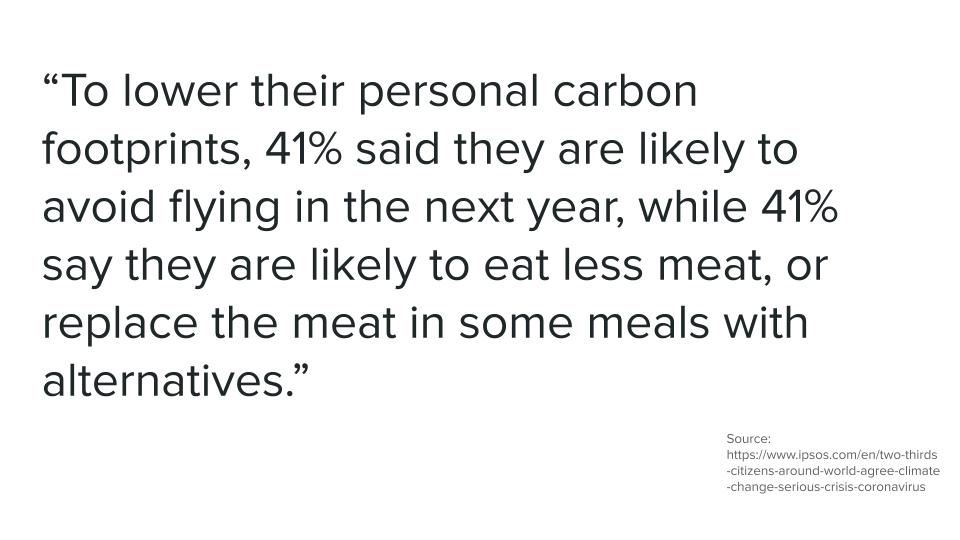 “To lower their personal carbon
footprints, 41% said they are likely to
avoid flying in the next year, while 41%
say they are likely to eat less meat, or
replace the meat in some meals with
alternatives.”
Source:
https://www.ipsos.com/en/two-thirds
-citizens-around-world-agree-climate
-change-serious-crisis-coronavirus